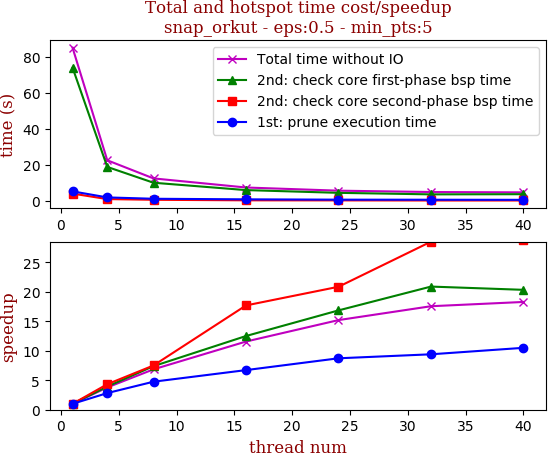 Total and hotspot time cost/speedup
snap_orkut - eps:0.5 - min_pts:5
time (s)
80
60
40
20
0
Total time without IO
2nd: check core first-phase bsp time
2nd: check core second-phase bsp time
1st: prune execution time
0 5 10 15 20 25 30 35 40
speedup
25
20
15
10
5
0
0 5 10 15 20 25 30 35 40
thread num